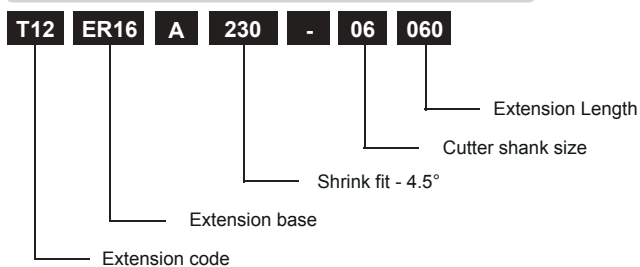 T12 ER16 A 230 - 06 060
Extension Length
Cutter shank size
Shrink fit - 4.5°
Extension base
Extension code